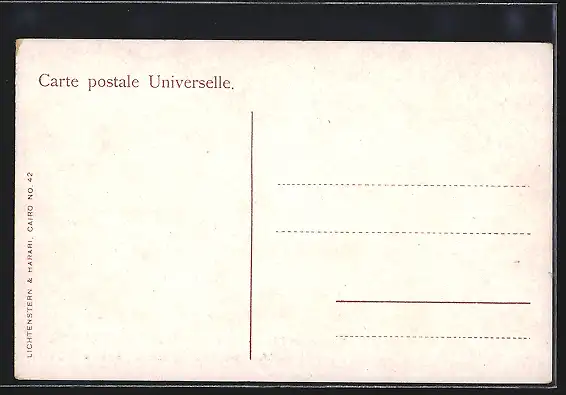 Carte postale Universelle.
LICHTENSTERN & HARARI, CAIRO NO. 42